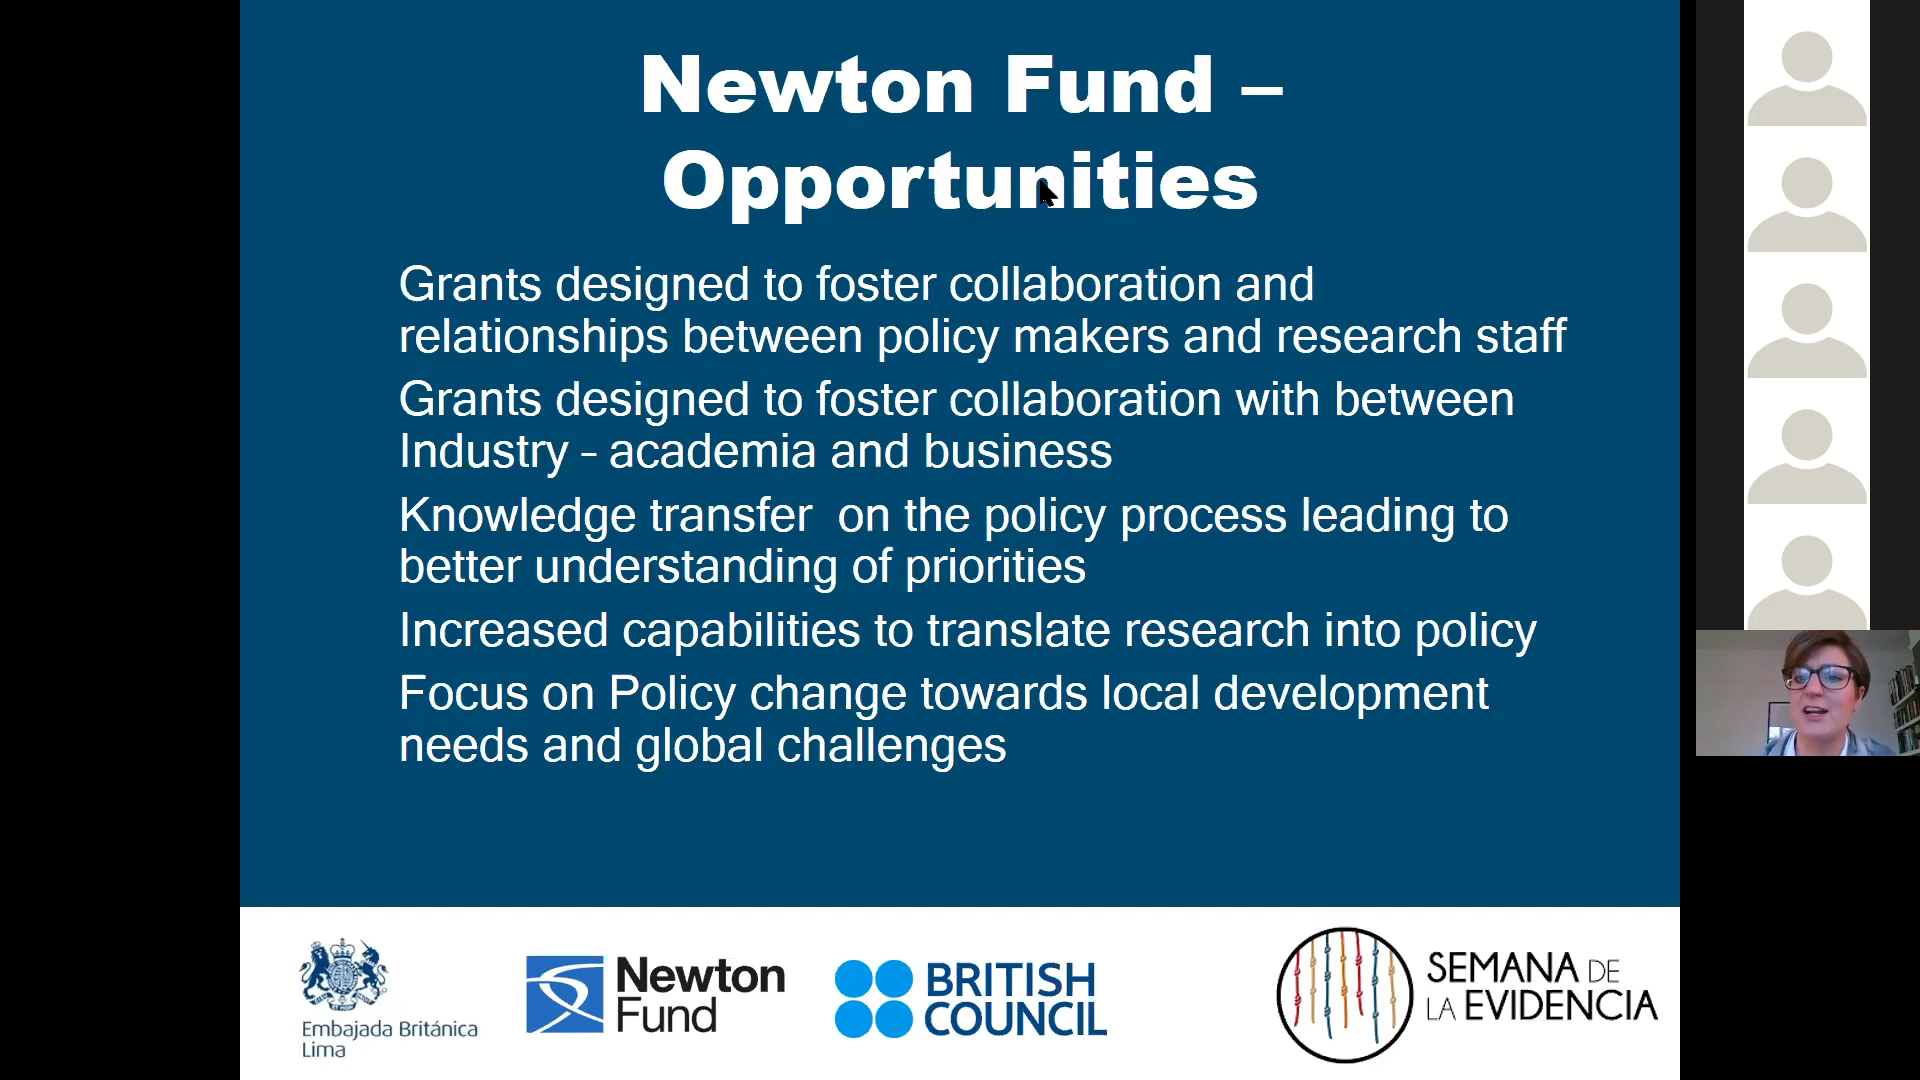 Newton Fund –
Opportunities
Grants designed to foster collaboration and
relationships between policy makers and research staff
Grants designed to foster collaboration with between
Industry - academia and business
Knowledge transfer  on the policy process leading to
better understanding of priorities
Increased capabilities to translate research into policy
Focus on Policy change towards local development
needs and global challenges
Embajada Británica
Lima
Newton
Fund
BRITISH
COUNCIL
SEMANA DE
LA EVIDENCIA